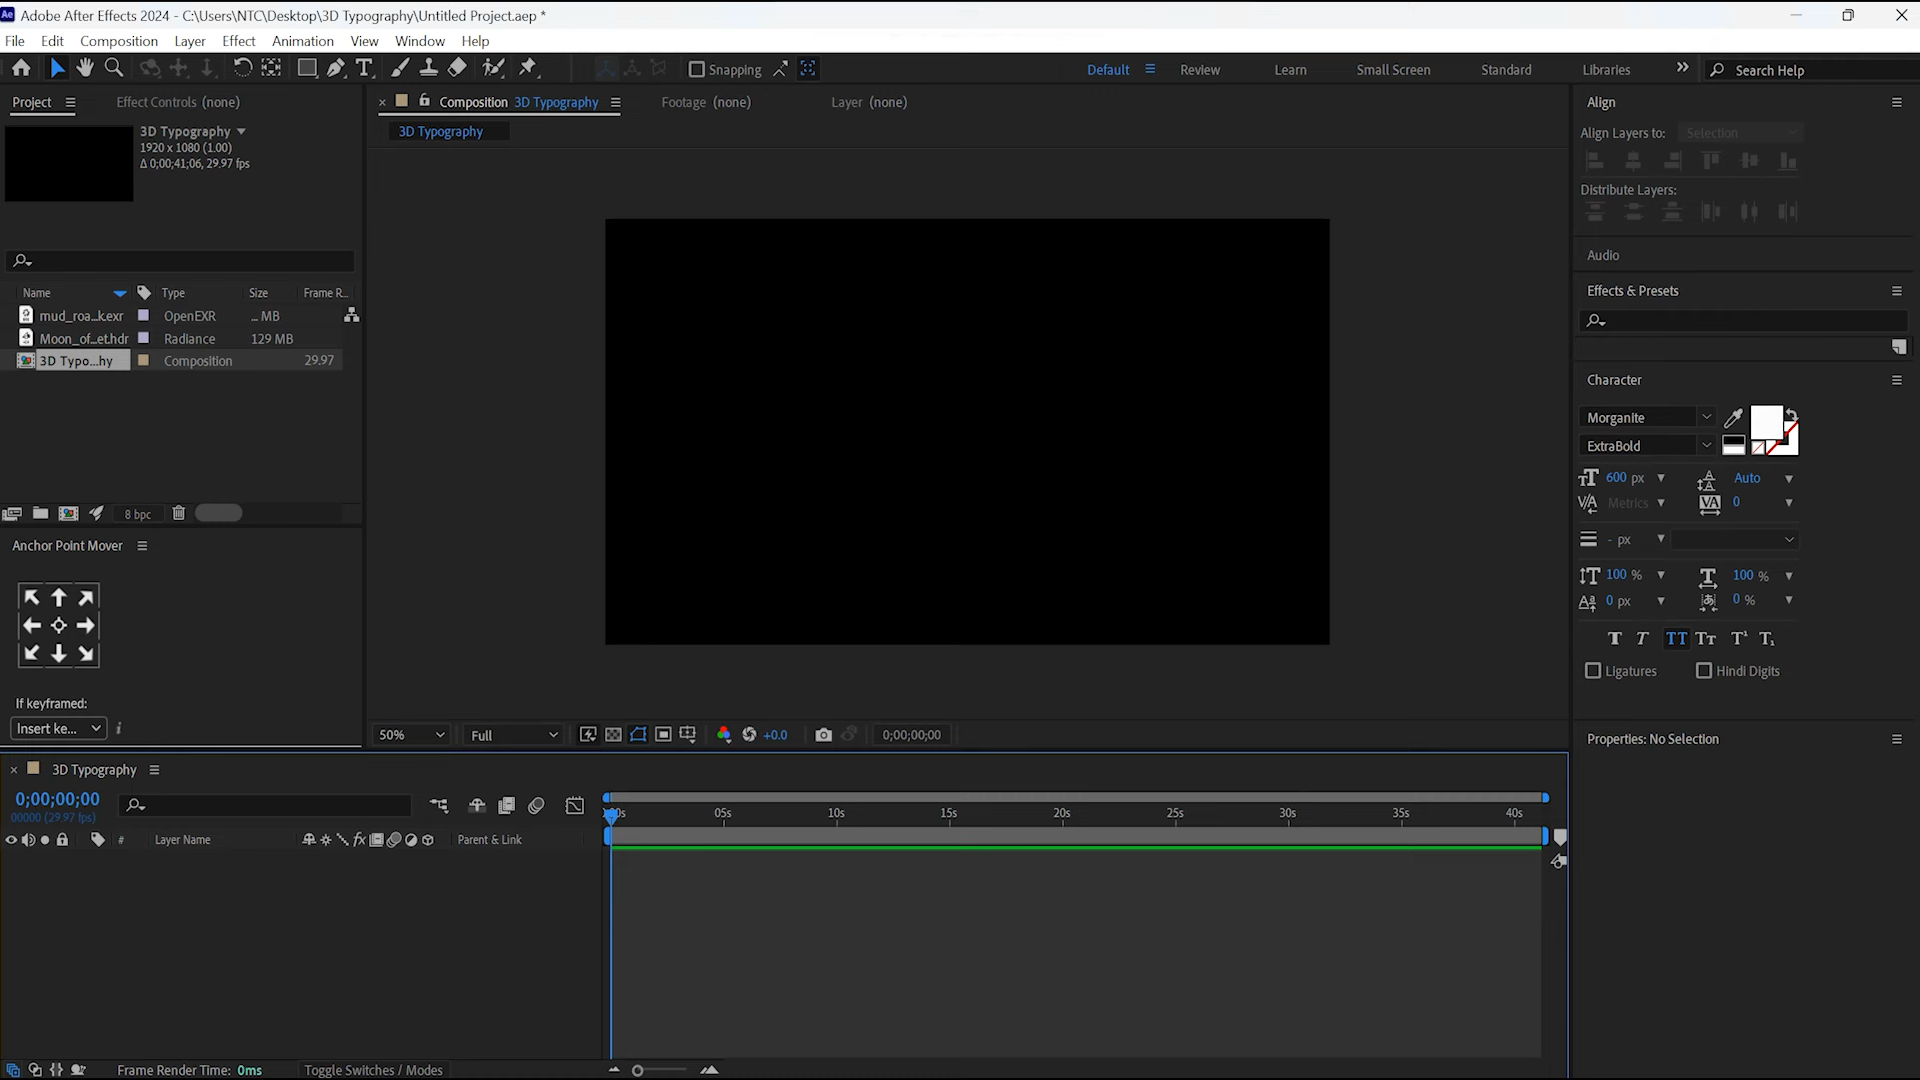 Adobe After Effects 2024 - C:\Users\NTC\Desktop\3D Typography\Untitled Project.aep *
File Edit Composition Layer Effect Animation View Window Help
Snapping
Default Review Learn Small Screen Standard Libraries Search Help
Project Effect Controls (none)
3D Typography
1920 x 1080 (1.00)
Δ 0;00;41;06, 29.97 fps
Name Type Size Frame R...
mud_roa...k.exr OpenEXR ... MB
Moon_of...et.hdr Radiance 129 MB
3D Typo...hy Composition 29.97
8 bpc
Anchor Point Mover
If keyframed:
Insert ke...
Composition 3D Typography Footage (none) Layer (none)
3D Typography
50% Full +0.0 0;00;00;00
Align
Align Layers to: Selection
Distribute Layers:
Audio
Effects & Presets
Character
Morganite
ExtraBold
600 px Auto
Metrics 0
- px
100 % 100 %
0 px 0 %
Ligatures Hindi Digits
Properties: No Selection
3D Typography
0;00;00;00
00000 (29.97 fps)
05s 10s 15s 20s 25s 30s 35s 40s
# Layer Name Parent & Link
Frame Render Time: 0ms Toggle Switches / Modes